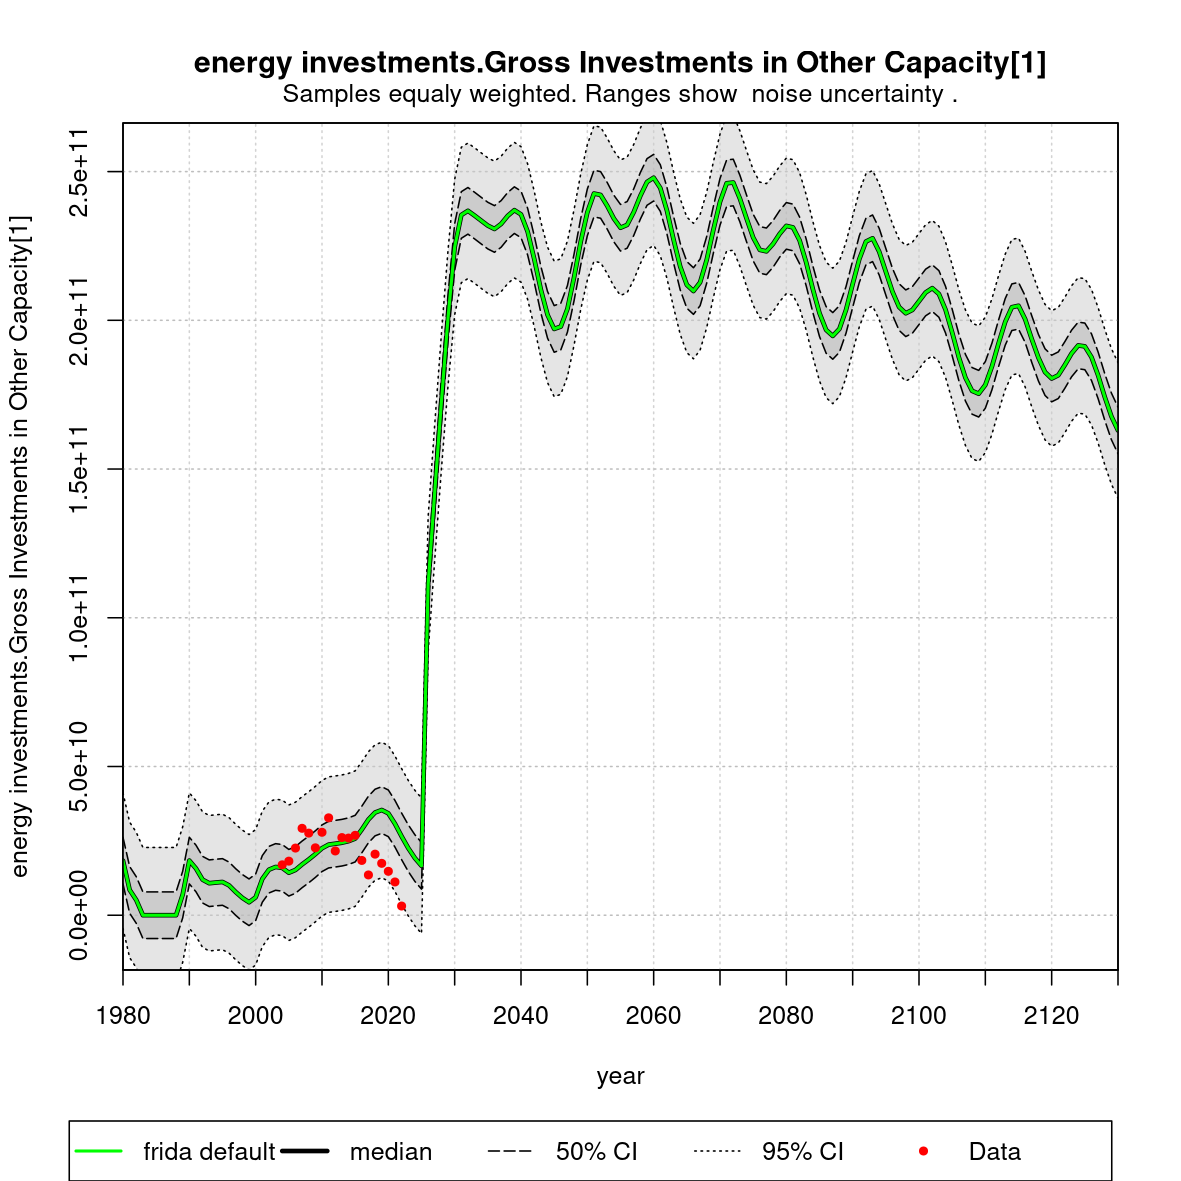 energy investments.Gross Investments in Other Capacity[1]
Samples equaly weighted. Ranges show  noise uncertainty .
energy investments.Gross Investments in Other Capacity[1]
2.5e+11
2.0e+11
1.5e+11
1.0e+11
5.0e+10
0.0e+00
1980 2000 2020 2040 2060 2080 2100 2120
year
frida default median 50% CI 95% CI Data